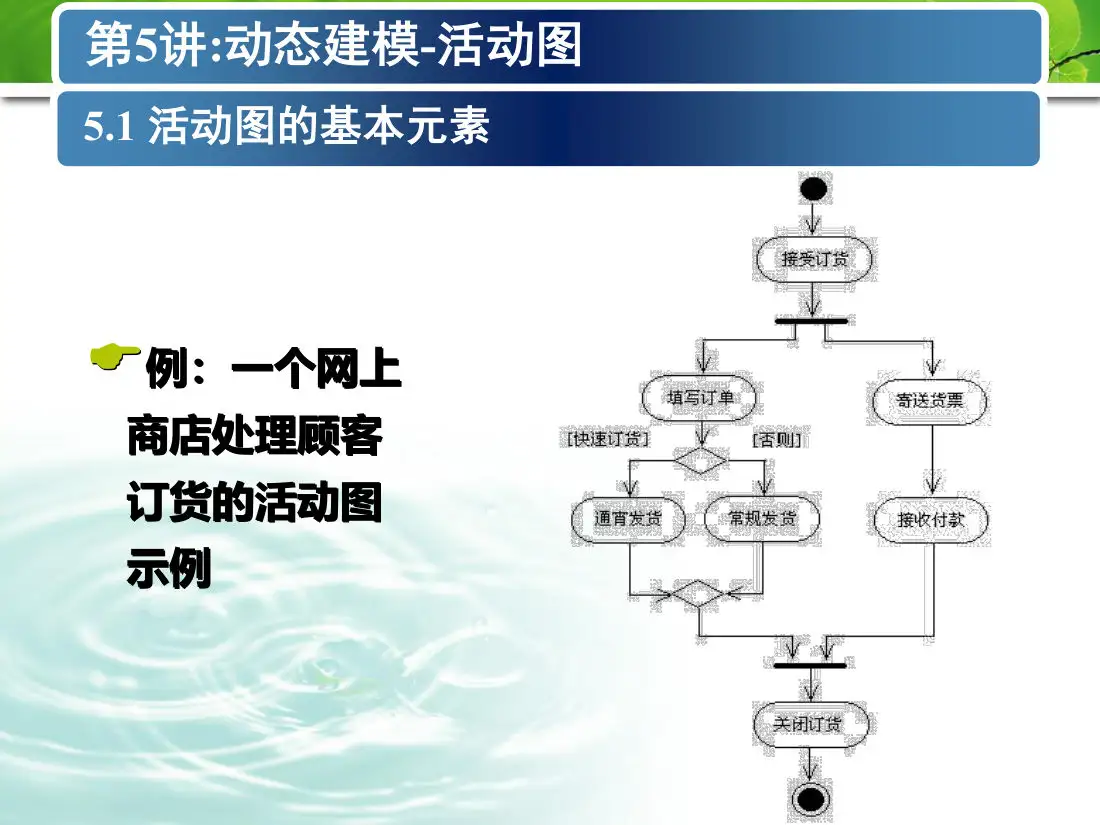 第5讲:动态建模-活动图
5.1 活动图的基本元素
例：一个网上
商店处理顾客
订货的活动图
示例
接受订货
填写订单
寄送货票
[快速订货]
[否则]
通宵发货
常规发货
接收付款
关闭订货